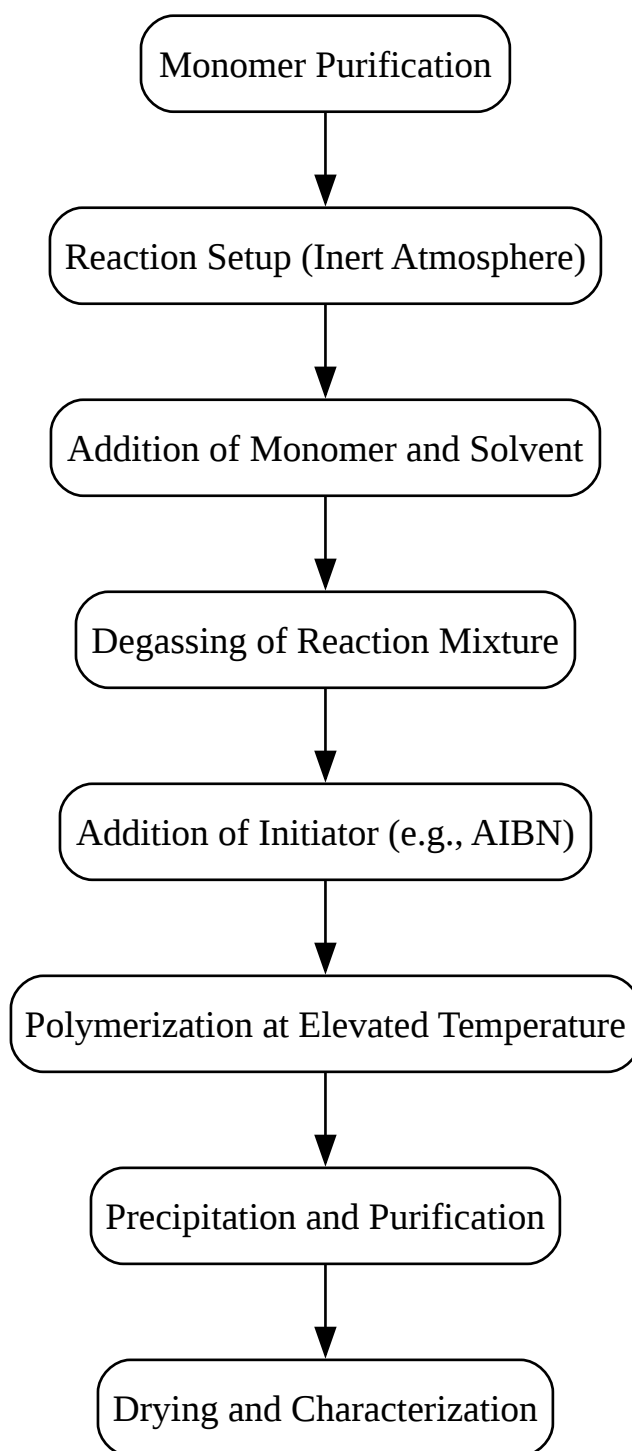 Monomer Purification
Reaction Setup (Inert Atmosphere)
Addition of Monomer and Solvent
Degassing of Reaction Mixture
Addition of Initiator (e.g., AIBN)
Polymerization at Elevated Temperature
Precipitation and Purification
Drying and Characterization